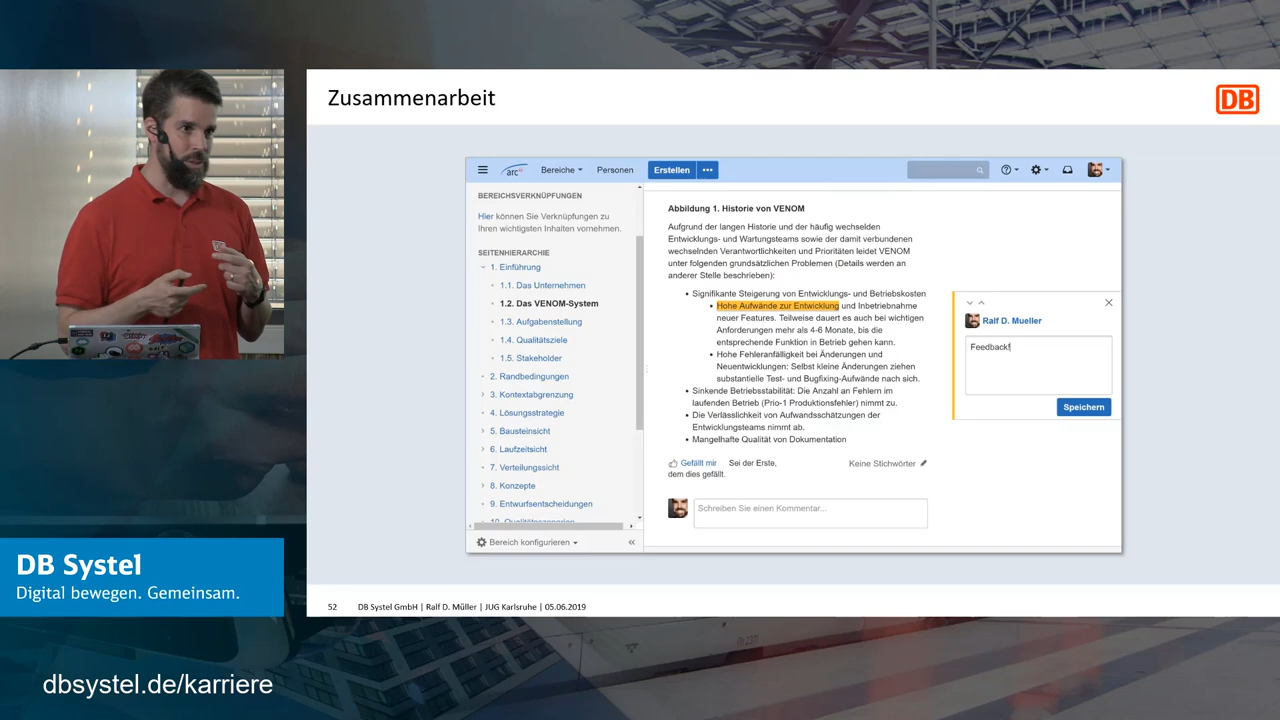 Zusammenarbeit
DB
arc42
Bereiche
Personen
Erstellen
BEREICHSVERKNÜPFUNGEN
Hier können Sie Verknüpfungen zu
Ihren wichtigsten Inhalten vornehmen.
SEITENHIERARCHIE
1. Einführung
1.1. Das Unternehmen
1.2. Das VENOM-System
1.3. Aufgabenstellung
1.4. Qualitätsziele
1.5. Stakeholder
2. Randbedingungen
3. Kontextabgrenzung
4. Lösungsstrategie
5. Bausteinsicht
6. Laufzeitsicht
7. Verteilungssicht
8. Konzepte
9. Entwurfsentscheidungen
10. Qualitätsszenarien
Bereich konfigurieren
Abbildung 1. Historie von VENOM
Aufgrund der langen Historie und der häufig wechselden
Entwicklungs- und Wartungsteams sowie der damit verbundenen
wechselnden Verantwortlichkeiten und Prioritäten leidet VENOM
unter folgenden grundsätzlichen Problemen (Details werden an
anderer Stelle beschrieben):
• Signifikante Steigerung von Entwicklungs- und Betriebskosten
• Hohe Aufwände zur Entwicklung und Inbetriebnahme
neuer Features. Teilweise dauert es auch bei wichtigen
Anforderungen mehr als 4-6 Monate, bis die
entsprechende Funktion in Betrieb gehen kann.
• Hohe Fehleranfälligkeit bei Änderungen und
Neuentwicklungen: Selbst kleine Änderungen ziehen
substantielle Test- und Bugfixing-Aufwände nach sich.
• Sinkende Betriebsstabilität: Die Anzahl an Fehlern im
laufenden Betrieb (Prio-1 Produktionsfehler) nimmt zu.
• Die Verlässlichkeit von Aufwandsschätzungen der
Entwicklungsteams nimmt ab.
• Mangelhafte Qualität von Dokumentation
Gefällt mir Sei der Erste,
dem dies gefällt.
Keine Stichwörter
Schreiben Sie einen Kommentar...
Ralf D. Mueller
Feedback!
Speichern
52 DB Systel GmbH | Ralf D. Müller | JUG Karlsruhe | 05.06.2019
DB Systel
Digital bewegen. Gemeinsam.
dbsystel.de/karriere